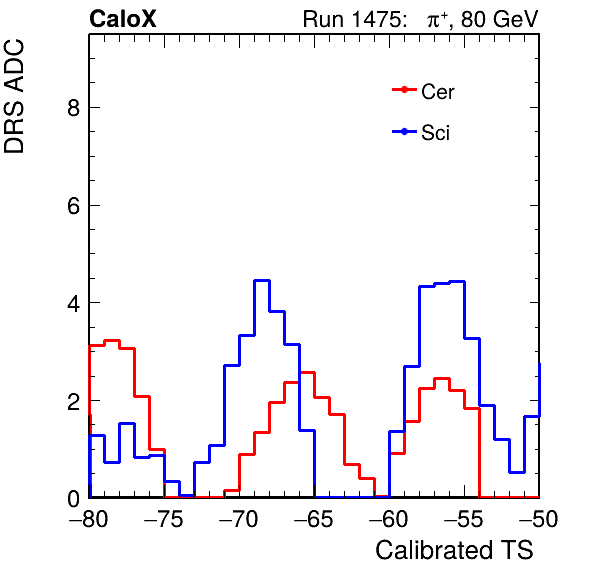 CaloX Run 1475: π⁺, 80 GeV
DRS ADC
Cer
Sci
8
6
4
2
0
−80 −75 −70 −65 −60 −55 −50
Calibrated TS